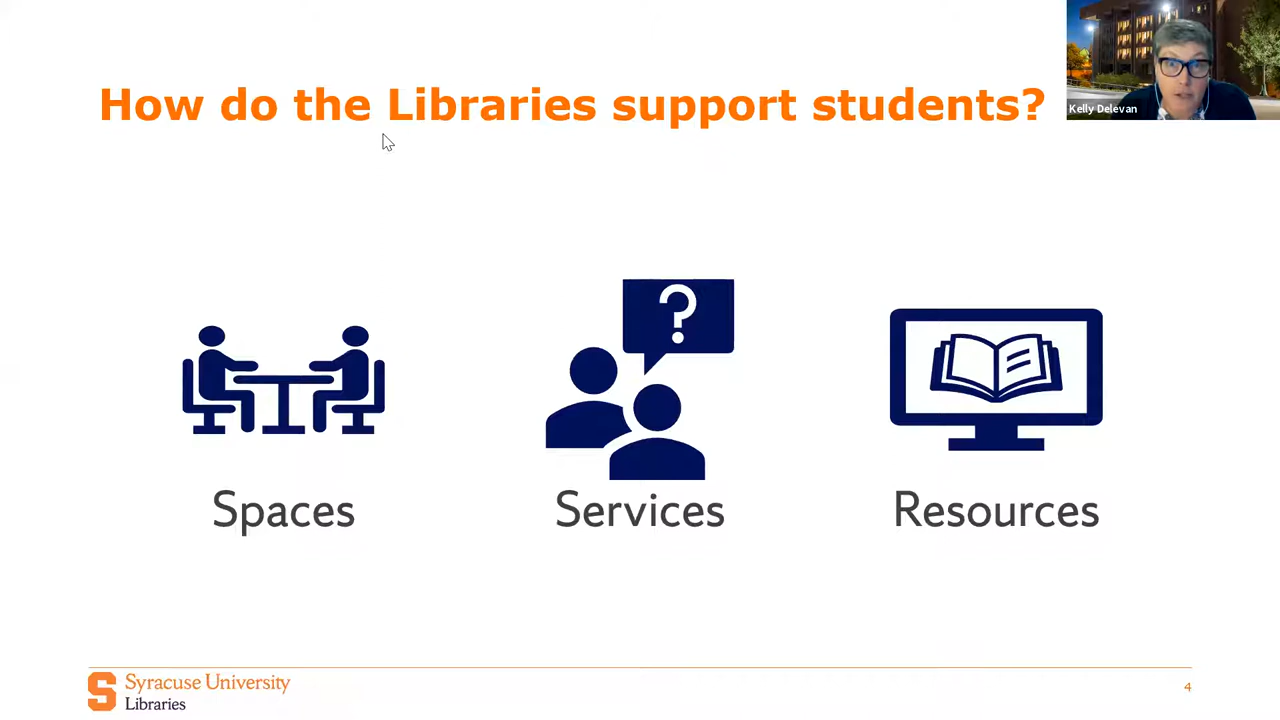 How do the Libraries support students?
Kelly Delevan
?
Spaces
Services
Resources
S
Syracuse University
Libraries
4